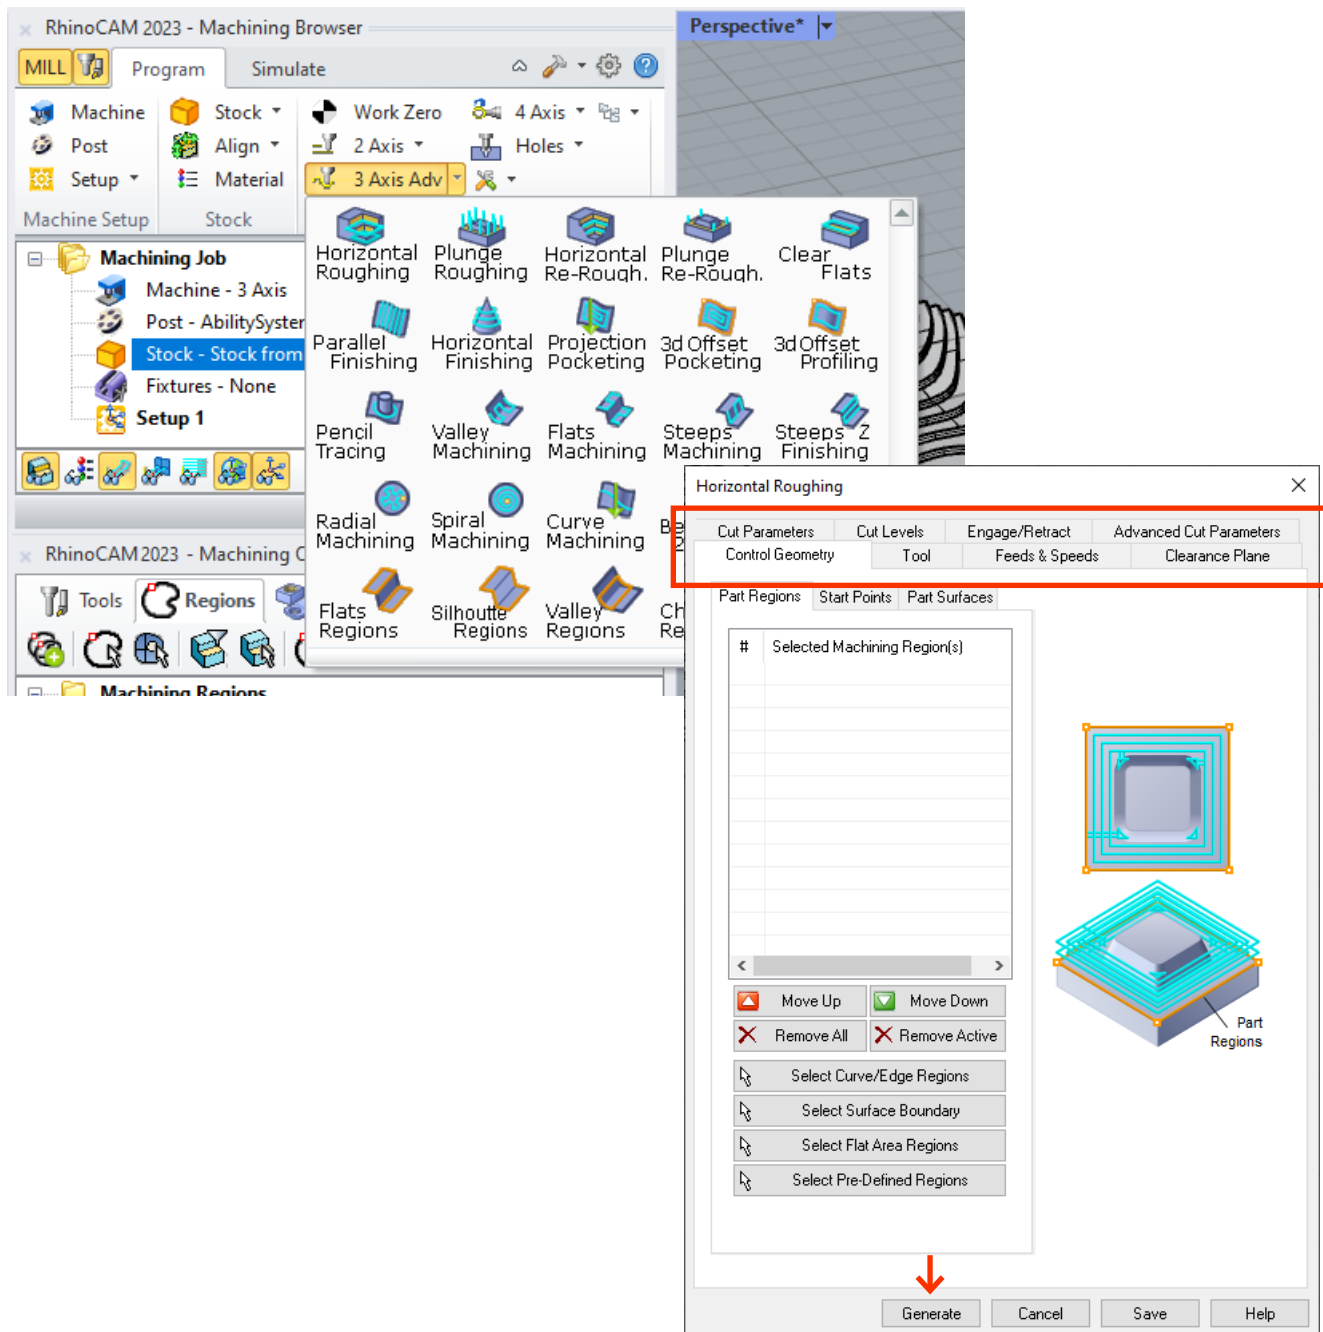 RhinoCAM 2023 - Machining Browser
Perspective*
MILL
Program
Simulate
Machine
Stock
Work Zero
4 Axis
Post
Align
2 Axis
Holes
Setup
Material
3 Axis Adv
Machine Setup
Stock
Horizontal Roughing
Plunge Roughing
Horizontal Re-Rough.
Plunge Re-Rough.
Clear Flats
Machining Job
Machine - 3 Axis
Post - AbilitySyster
Stock - Stock from
Fixtures - None
Setup 1
Parallel Finishing
Horizontal Finishing
Projection Pocketing
3d Offset Pocketing
3d Offset Profiling
Pencil Tracing
Valley Machining
Flats Machining
Steeps Machining
Steeps Z Finishing
Radial Machining
Spiral Machining
Curve Machining
Be
2
Flats Regions
Silhoutte Regions
Valley Regions
Ch
Re
RhinoCAM 2023 - Machining C
Tools
Regions
Machining Regions
Horizontal Roughing
Cut Parameters
Cut Levels
Engage/Retract
Advanced Cut Parameters
Control Geometry
Tool
Feeds & Speeds
Clearance Plane
Part Regions
Start Points
Part Surfaces
# Selected Machining Region(s)
Move Up
Move Down
Remove All
Remove Active
Select Curve/Edge Regions
Select Surface Boundary
Select Flat Area Regions
Select Pre-Defined Regions
Part
Regions
Generate
Cancel
Save
Help